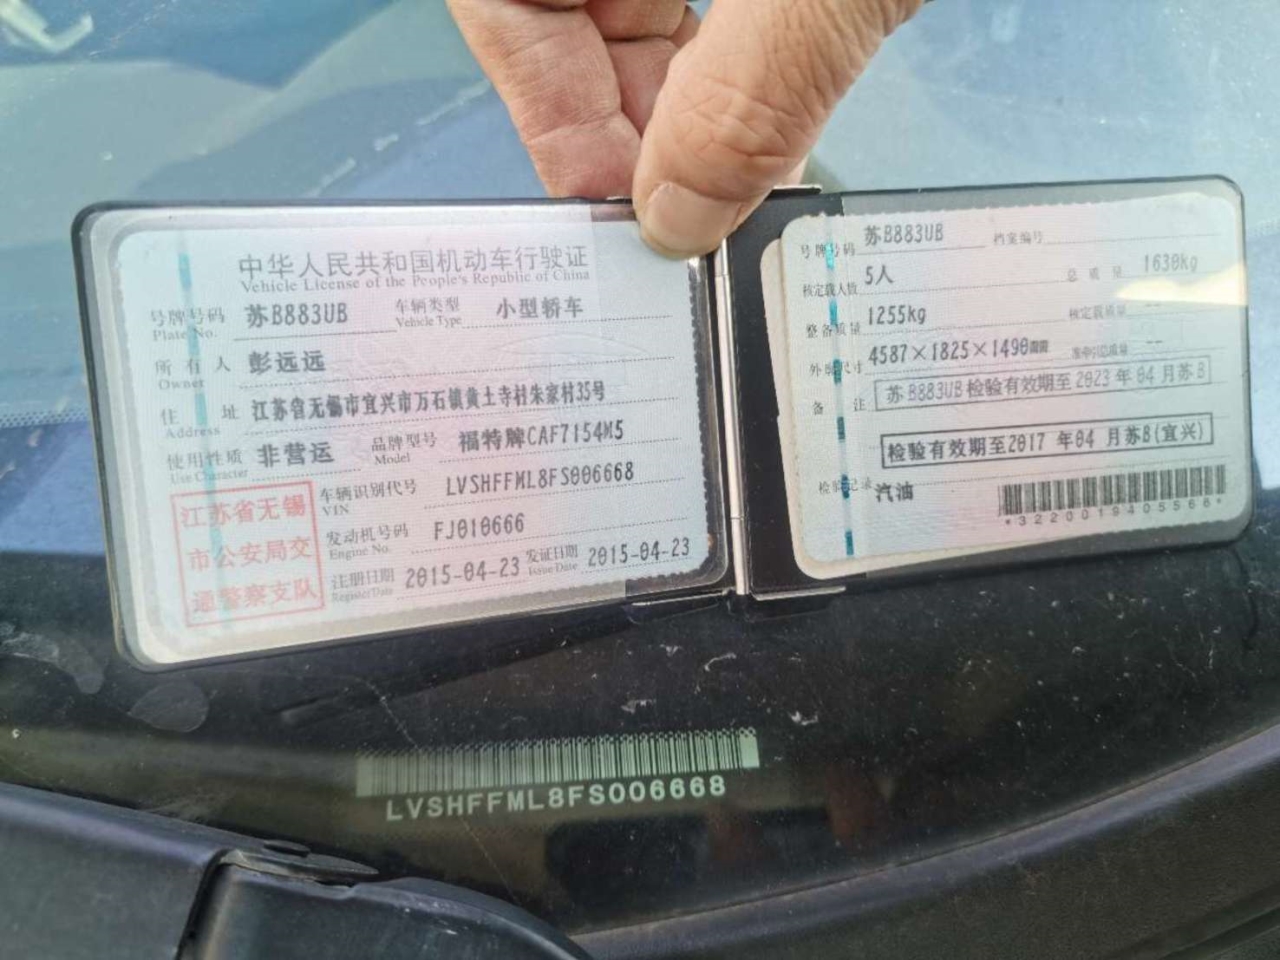 中华人民共和国机动车行驶证
Vehicle License of the People's Republic of China
号牌号码 苏B883UB 车辆类型 小型轿车
Plate No. Vehicle Type
所有人 彭远远
Owner
住址 江苏省无锡市宜兴市万石镇黄土寺村朱家村35号
Address
使用性质 非营运 品牌型号 福特牌CAF7154M5
Use Character Model
江苏省无锡
市公安局交
通警察支队
车辆识别代号 LVSHFFML8FS006668
VIN
发动机号码 FJ010666
Engine No.
注册日期 2015-04-23 发证日期 2015-04-23
Register Date Issue Date
号牌号码 苏B883UB 档案编号
核定载人数 5人 总质量 1630kg
整备质量 1255kg 核定载质量 --
外廓尺寸 4587×1825×1490mm 准牵引总质量 --
备注 苏B883UB检验有效期至2023年04月苏B
检验有效期至2017年04月苏B(宜兴)
检验记录 汽油
*3220019405568*
LVSHFFML8FS006668